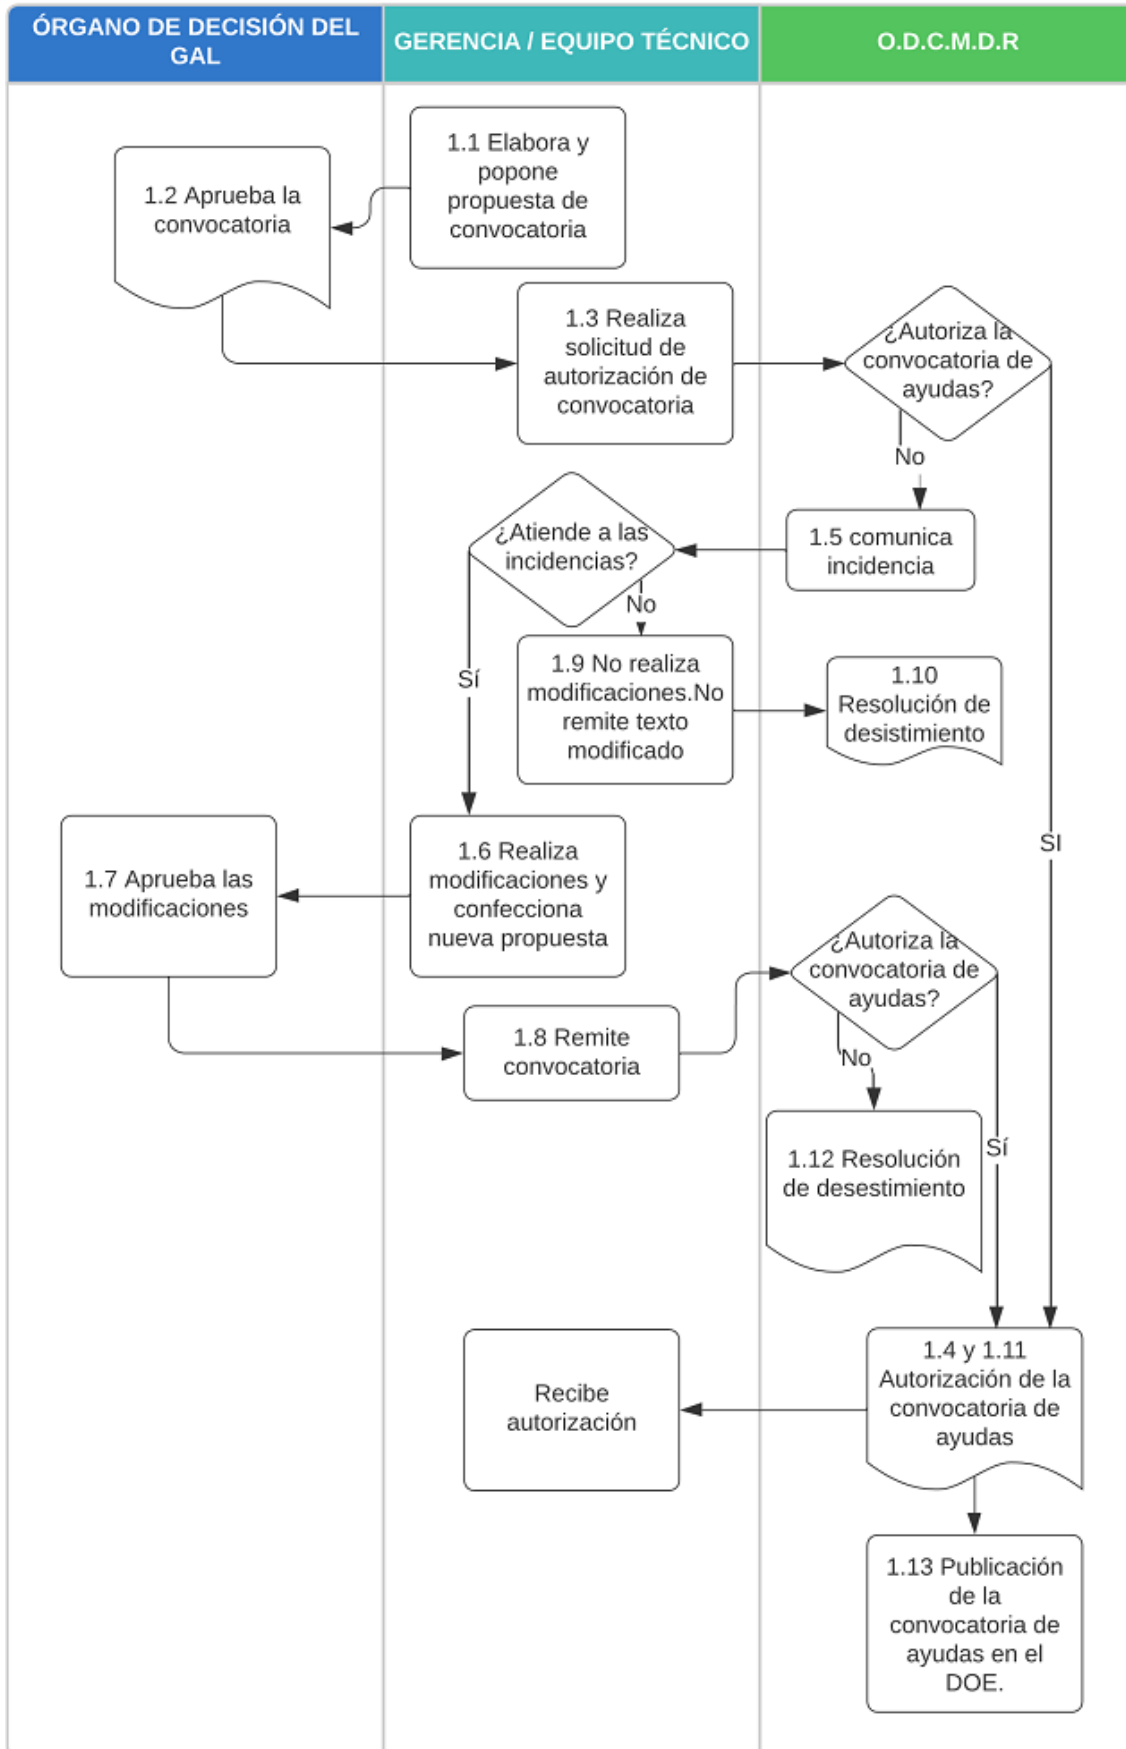 ÓRGANO DE DECISIÓN DEL
GAL
GERENCIA / EQUIPO TÉCNICO
O.D.C.M.D.R
1.1 Elabora y
popone
propuesta de
convocatoria
1.2 Aprueba la
convocatoria
1.3 Realiza
solicitud de
autorización de
convocatoria
¿Autoriza la
convocatoria de
ayudas?
No
1.5 comunica
incidencia
¿Atiende a las
incidencias?
No
Sí
1.9 No realiza
modificaciones.No
remite texto
modificado
1.10
Resolución de
desistimiento
SI
1.6 Realiza
modificaciones y
confecciona
nueva propuesta
1.7 Aprueba las
modificaciones
1.8 Remite
convocatoria
¿Autoriza la
convocatoria de
ayudas?
No
Sí
1.12 Resolución
de desestimiento
1.4 y 1.11
Autorización de la
convocatoria de
ayudas
Recibe
autorización
1.13 Publicación
de la
convocatoria de
ayudas en el
DOE.